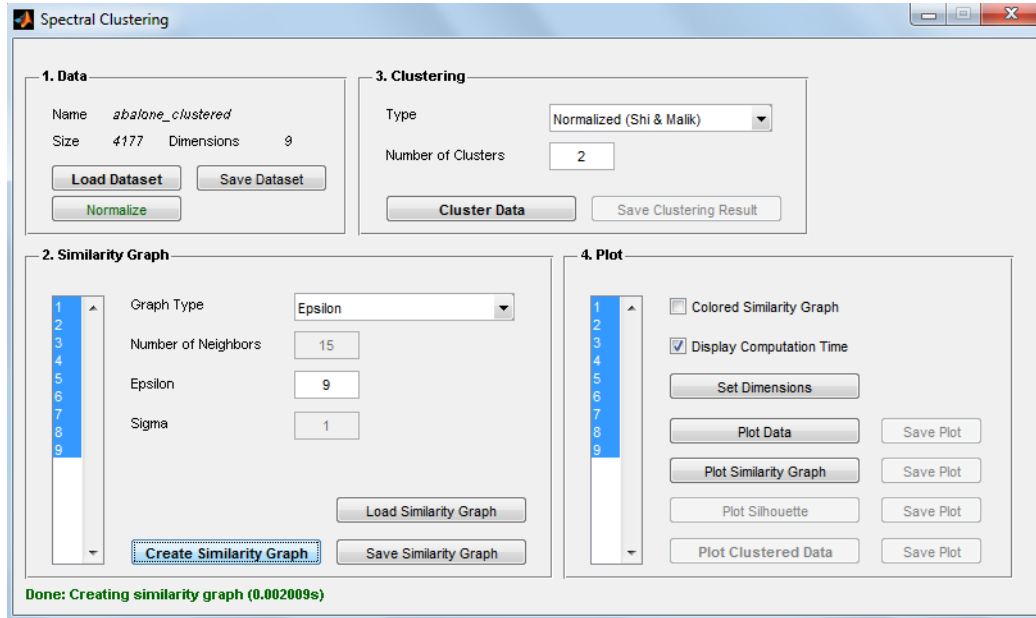 Spectral Clustering
1. Data
Name abalone_clustered
Size 4177 Dimensions 9
Load Dataset Save Dataset
Normalize
3. Clustering
Type Normalized (Shi & Malik)
Number of Clusters 2
Cluster Data Save Clustering Result
2. Similarity Graph
1
2
3
4
5
6
7
8
9
Graph Type Epsilon
Number of Neighbors 15
Epsilon 9
Sigma 1
Load Similarity Graph
Create Similarity Graph Save Similarity Graph
4. Plot
1
2
3
4
5
6
7
8
9
Colored Similarity Graph
Display Computation Time
Set Dimensions
Plot Data Save Plot
Plot Similarity Graph Save Plot
Plot Silhouette Save Plot
Plot Clustered Data Save Plot
Done: Creating similarity graph (0.002009s)